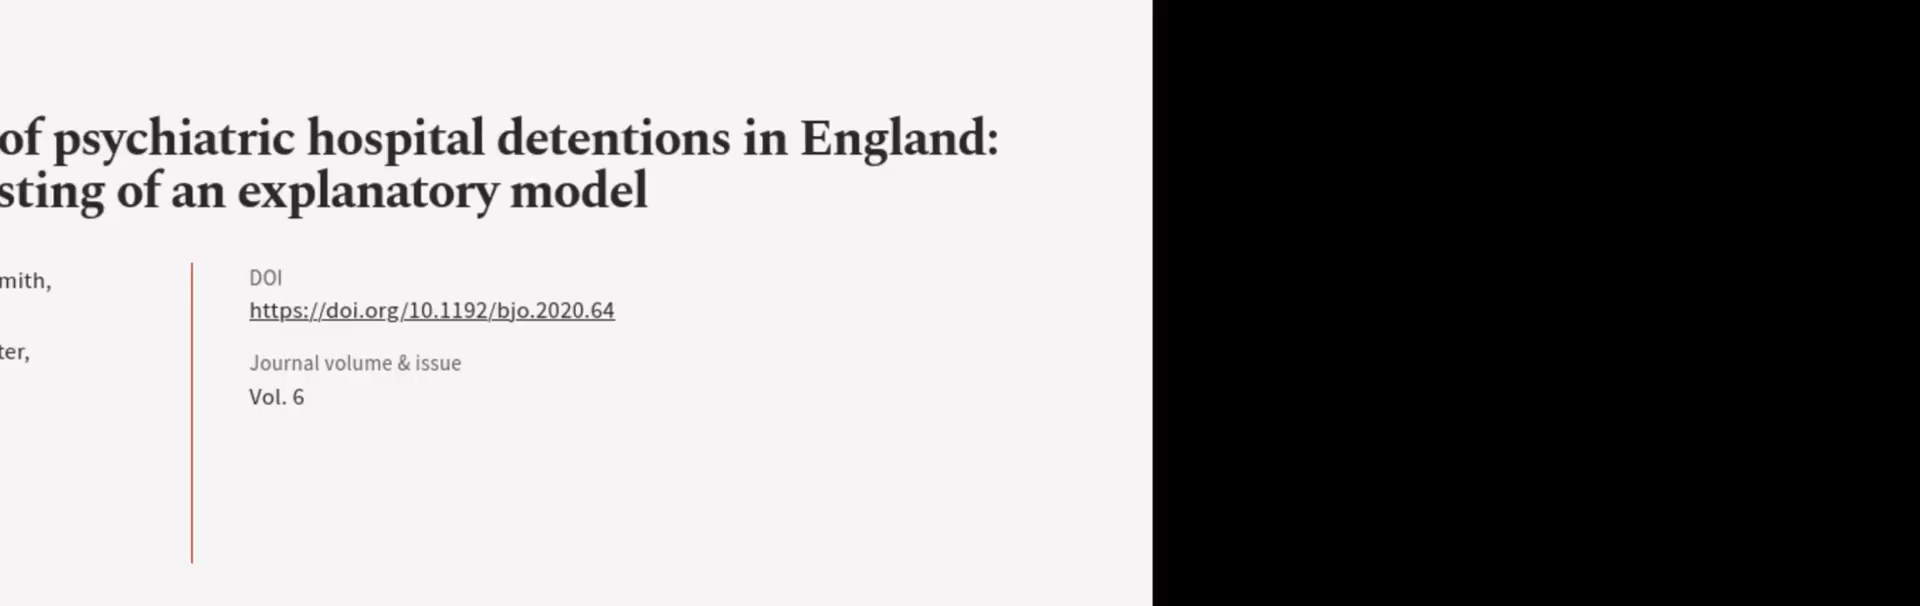 of psychiatric hospital detentions in England:
sting of an explanatory model
mith,
DOI
https://doi.org/10.1192/bjo.2020.64
ter,
Journal volume & issue
Vol. 6